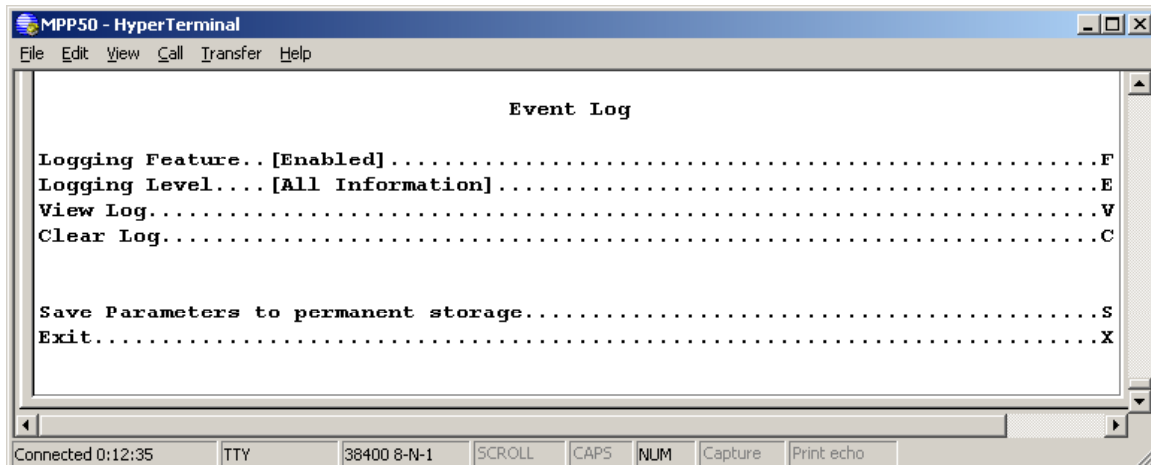 MPP50 - HyperTerminal
File Edit View Call Transfer Help
Event Log
Logging Feature..[Enabled].....................................................F
Logging Level....[All Information].............................................E
View Log.......................................................................V
Clear Log......................................................................C
Save Parameters to permanent storage...........................................S
Exit...........................................................................X
Connected 0:12:35 TTY 38400 8-N-1 SCROLL CAPS NUM Capture Print echo